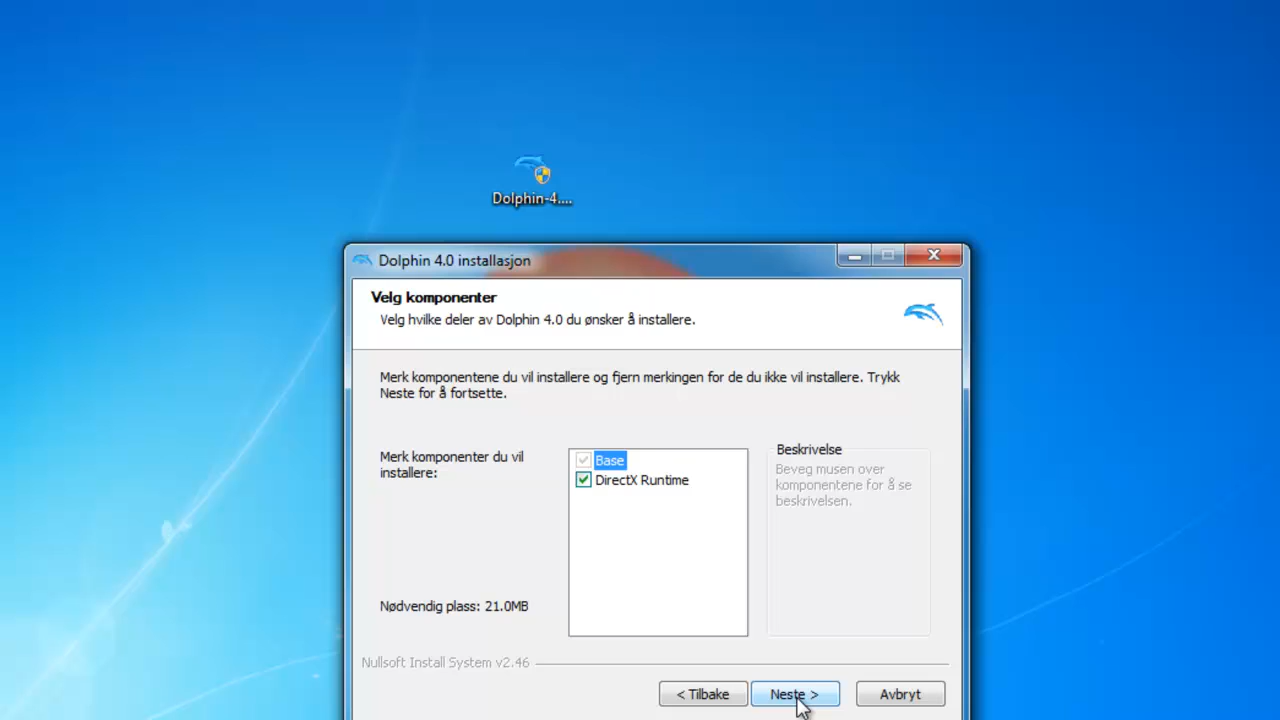 Dolphin-4....
Dolphin 4.0 installasjon
Velg komponenter
Velg hvilke deler av Dolphin 4.0 du ønsker å installere.
Merk komponentene du vil installere og fjern merkingen for de du ikke vil installere. Trykk
Neste for å fortsette.
Merk komponenter du vil
installere:
Base
DirectX Runtime
Beskrivelse
Beveg musen over
komponentene for å se
beskrivelsen.
Nødvendig plass: 21.0MB
Nullsoft Install System v2.46
< Tilbake
Neste >
Avbryt